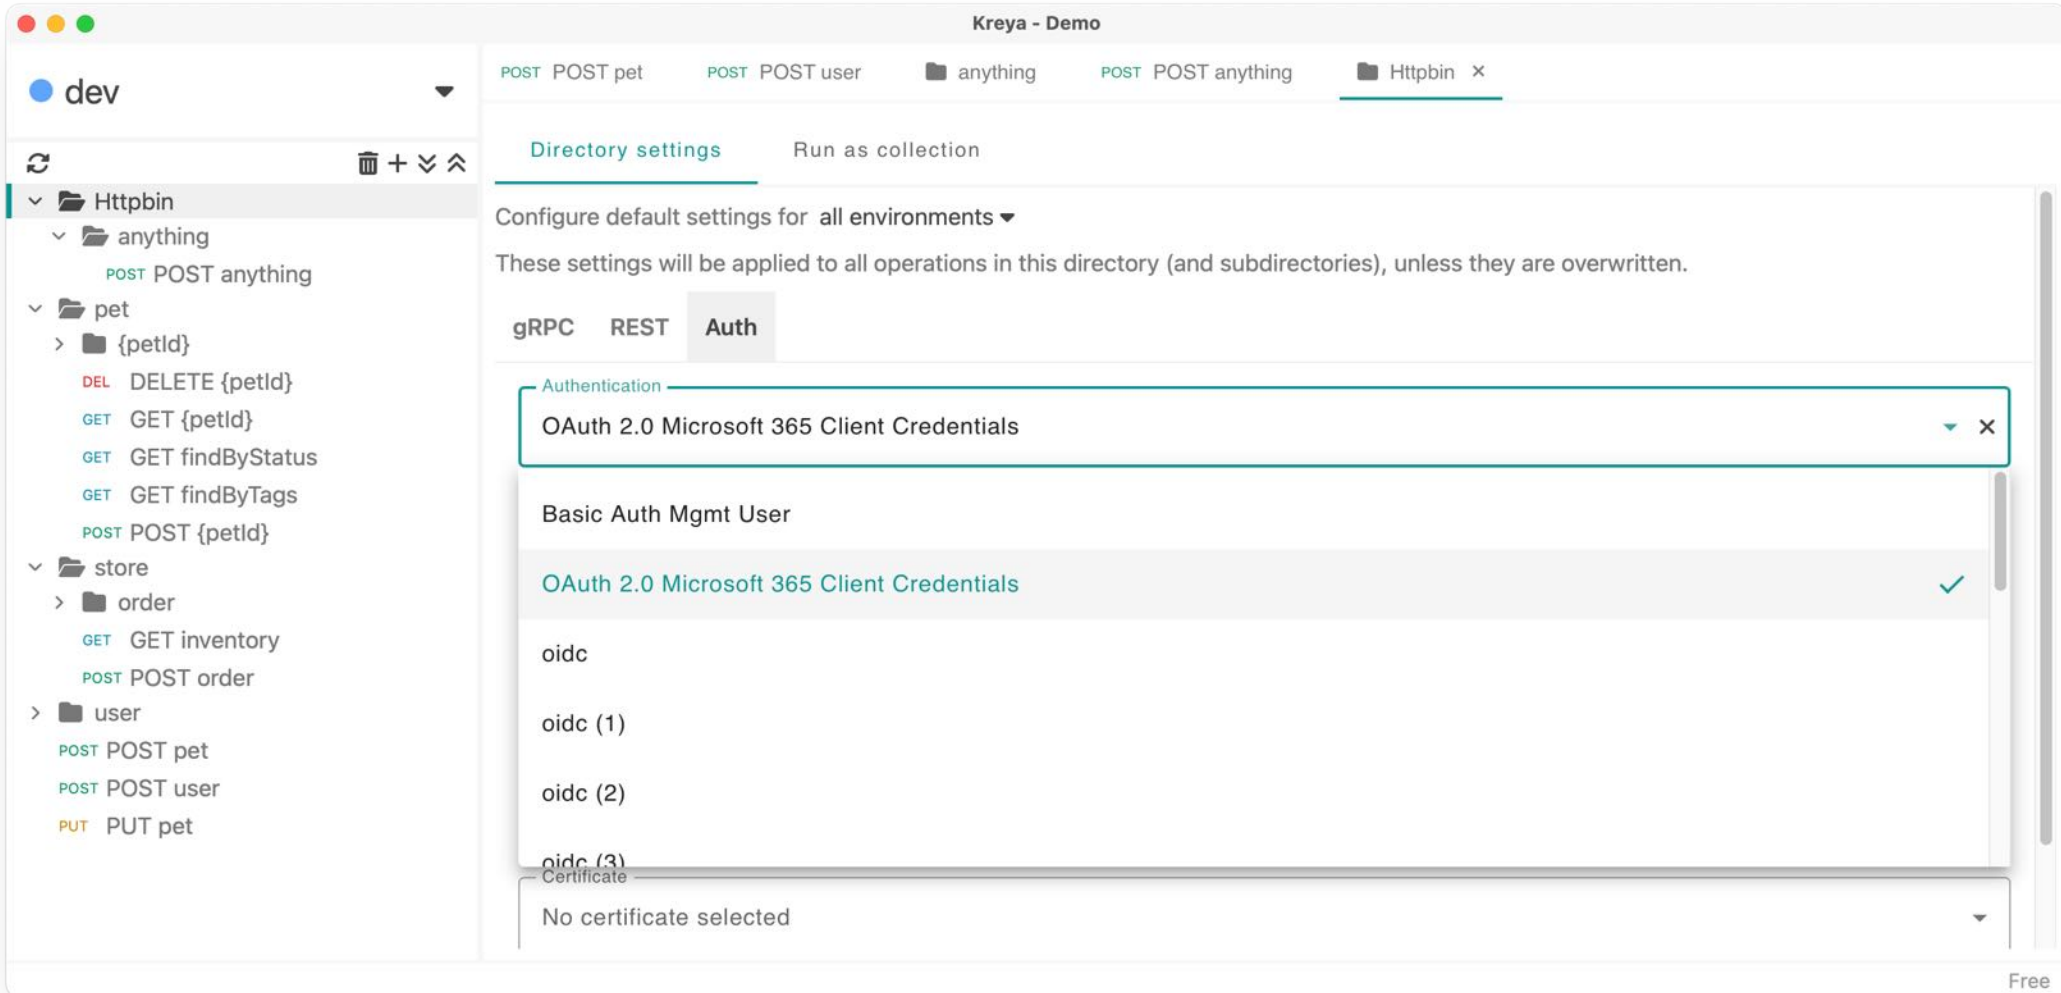 Kreya - Demo
dev
POST POST pet
POST POST user
anything
POST POST anything
Httpbin
Directory settings
Run as collection
Httpbin
anything
POST POST anything
pet
{petId}
DEL DELETE {petId}
GET GET {petId}
GET GET findByStatus
GET GET findByTags
POST POST {petId}
store
order
GET GET inventory
POST POST order
user
POST POST pet
POST POST user
PUT PUT pet
Configure default settings for all environments
These settings will be applied to all operations in this directory (and subdirectories), unless they are overwritten.
gRPC REST Auth
Authentication
OAuth 2.0 Microsoft 365 Client Credentials
Basic Auth Mgmt User
OAuth 2.0 Microsoft 365 Client Credentials
oidc
oidc (1)
oidc (2)
oidc (3)
Certificate
No certificate selected
Free